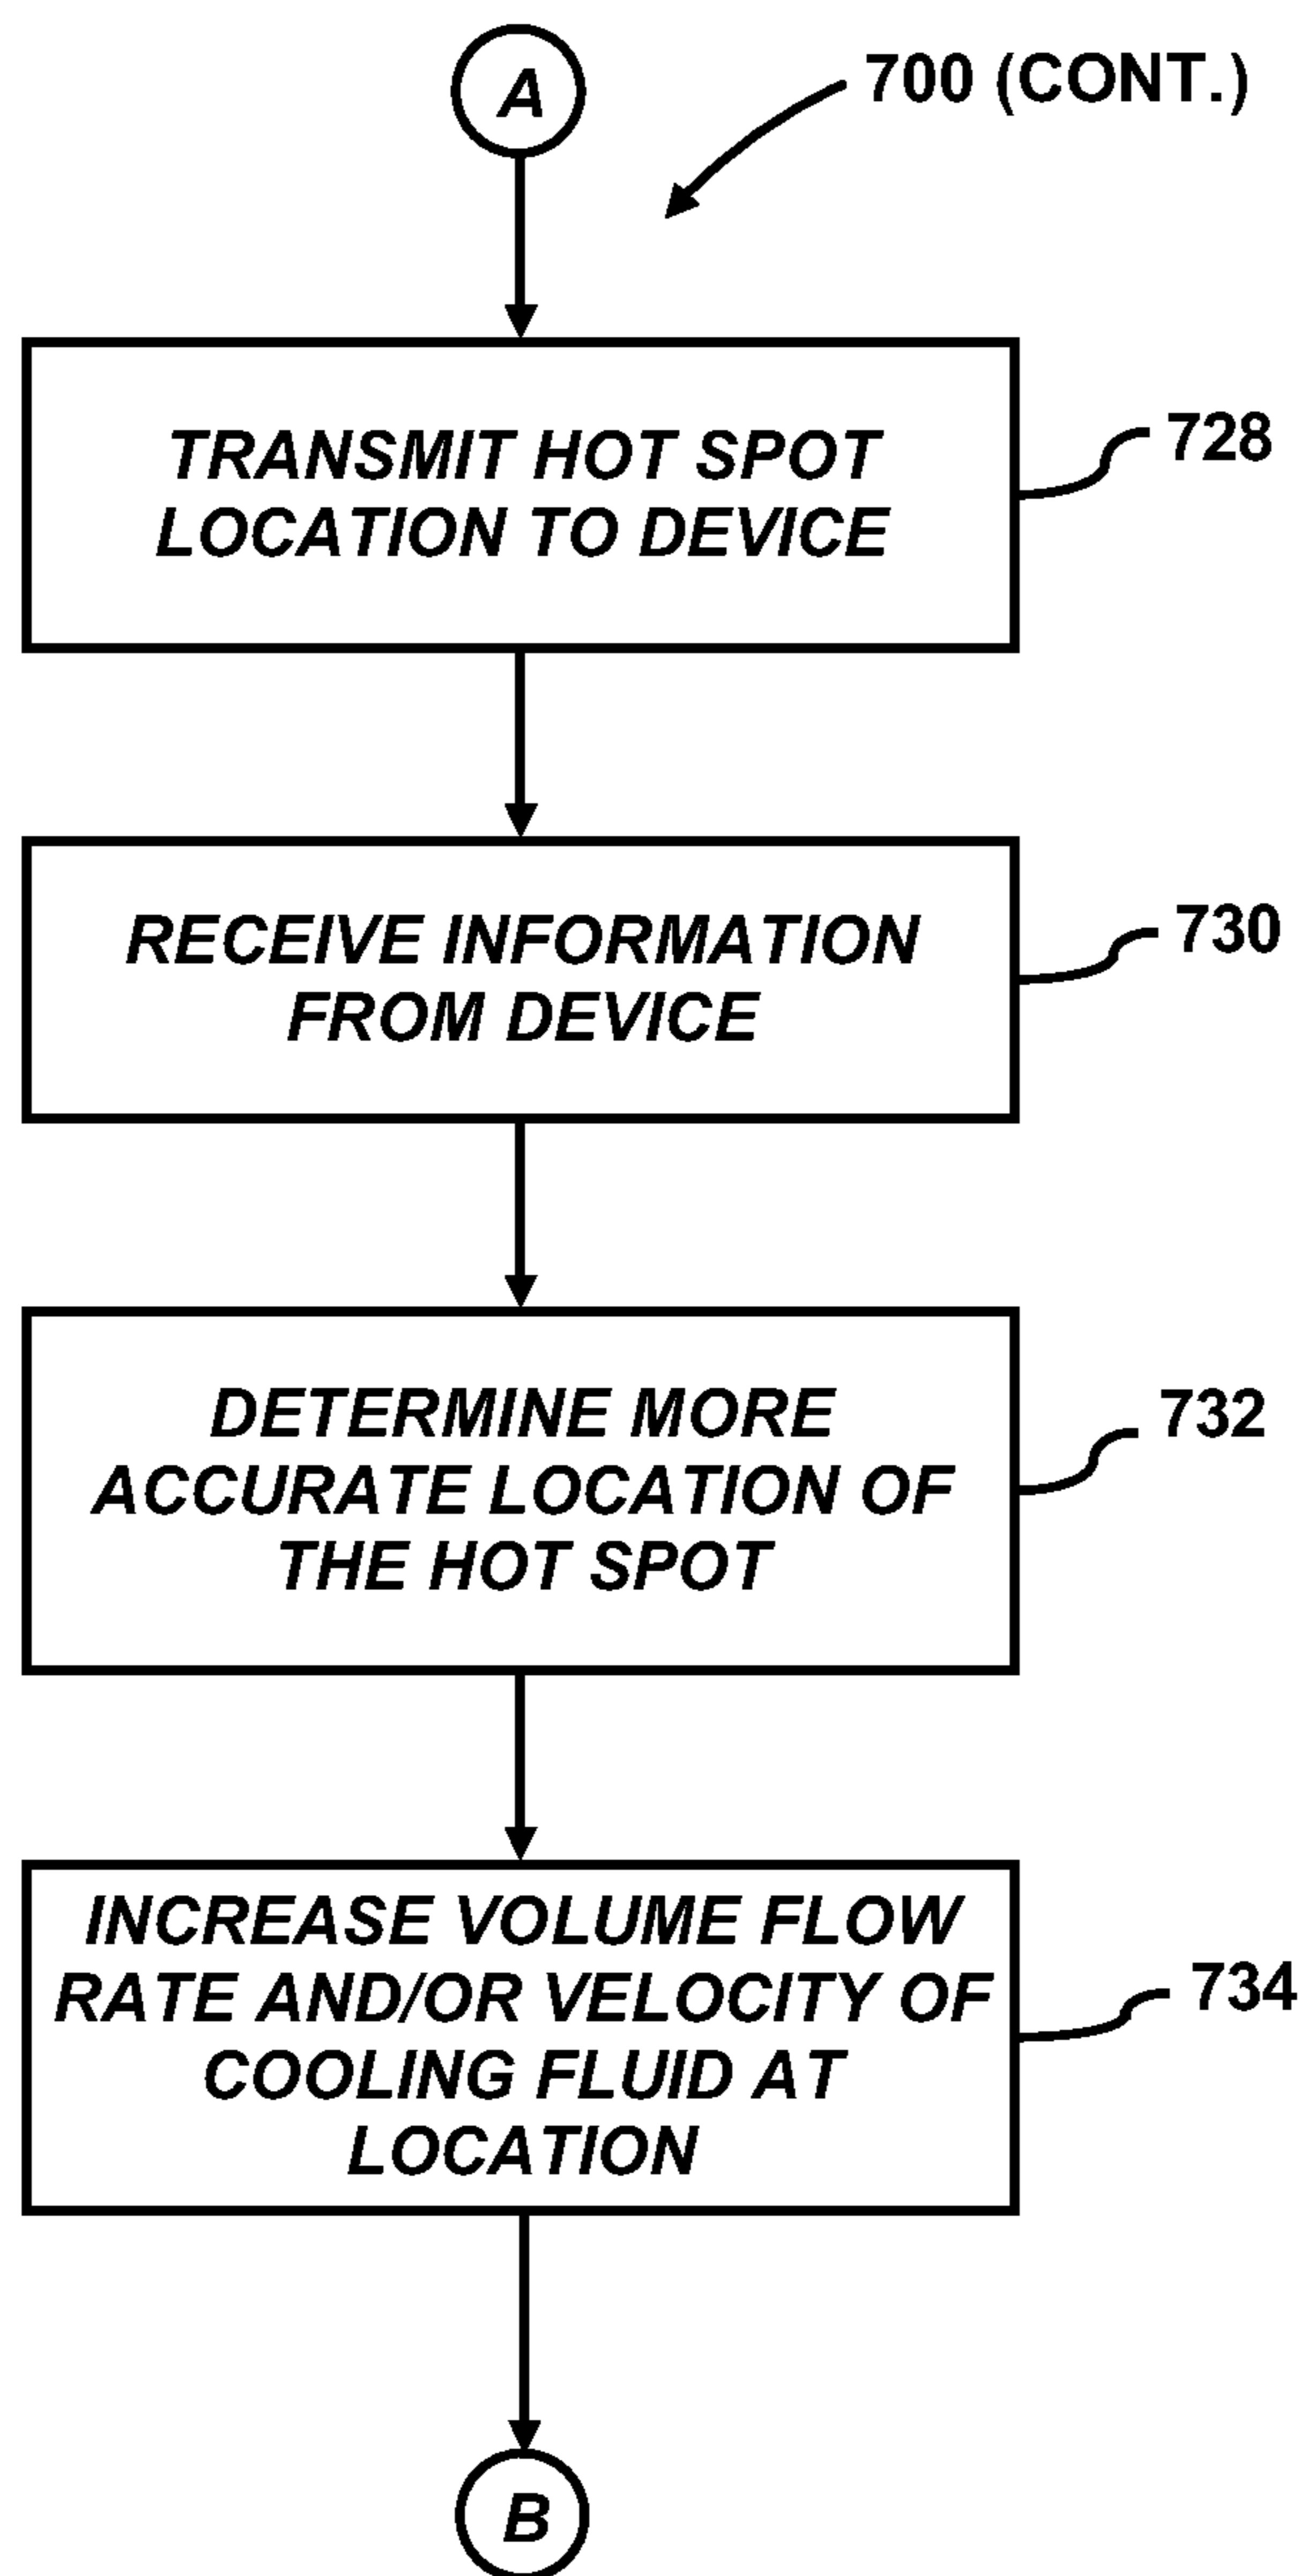 A
700 (CONT.)
TRANSMIT HOT SPOT
LOCATION TO DEVICE
728
RECEIVE INFORMATION
FROM DEVICE
730
DETERMINE MORE
ACCURATE LOCATION OF
THE HOT SPOT
732
INCREASE VOLUME FLOW
RATE AND/OR VELOCITY OF
COOLING FLUID AT
LOCATION
734
B